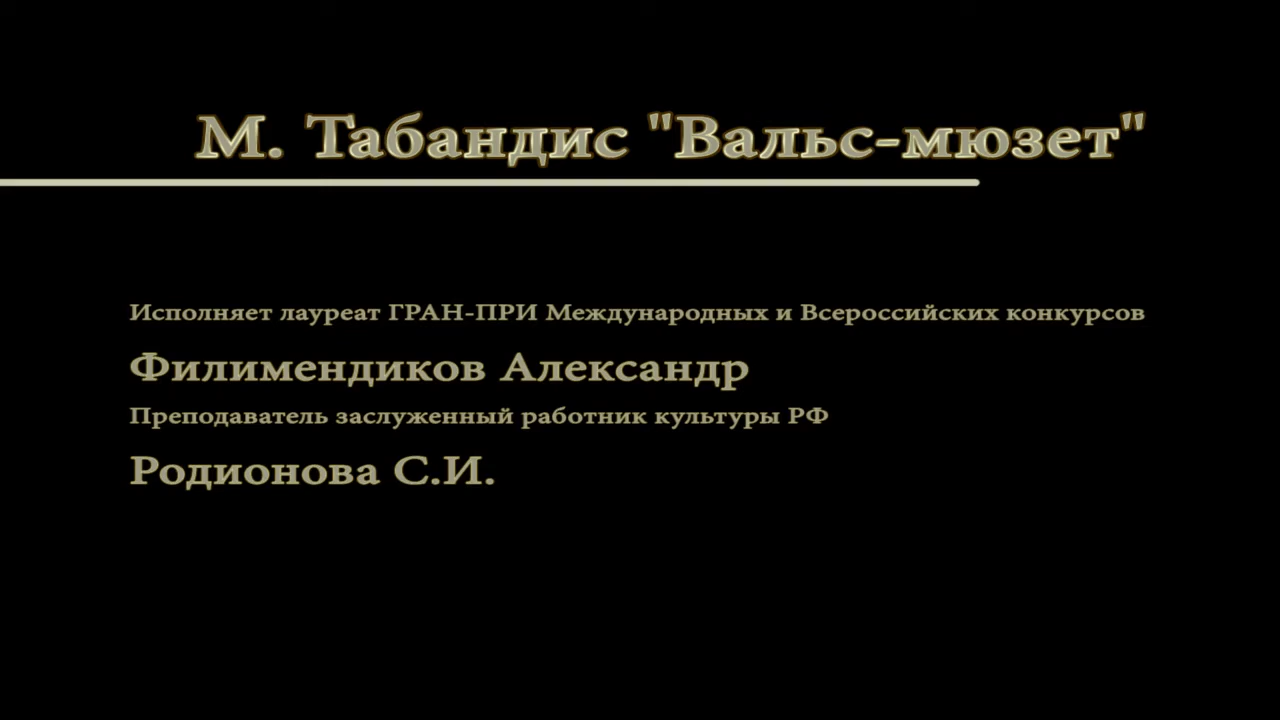 М. Табандис "Вальс-мюзет"
Исполняет лауреат ГРАН-ПРИ Международных и Всероссийских конкурсов
Филимендиков Александр
Преподаватель заслуженный работник культуры РФ
Родионова С.И.